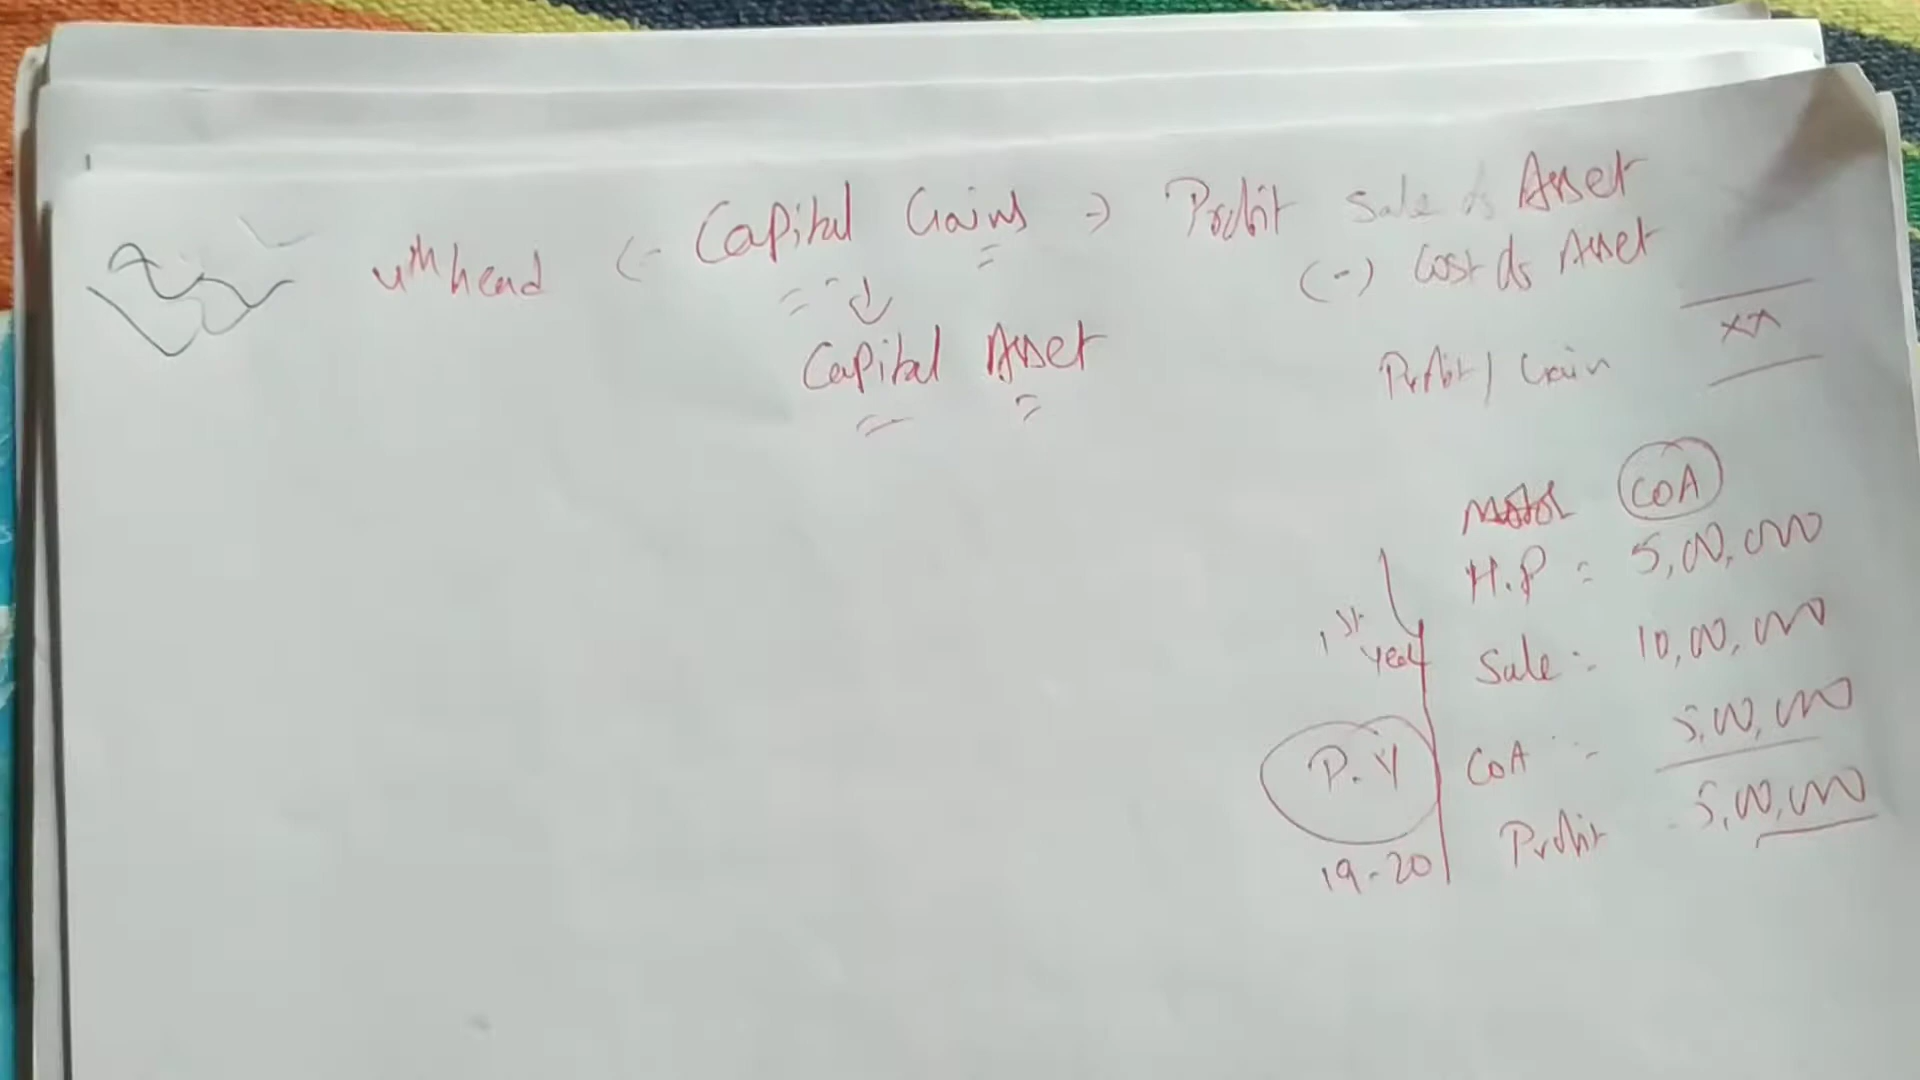 4th head <- Capital Gains => Profit Sale of Asset
(-) Cost of Asset
xx
Capital Asset
Profit / Gain
Motor COA
H.P = 5,00,000
1st year
Sale = 10,00,000
P.Y COA = 5,00,000
Profit 5,00,000
19-20